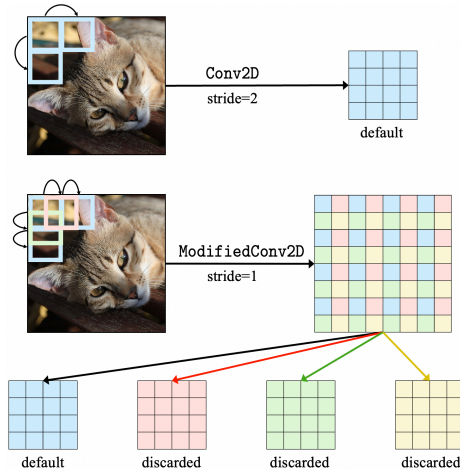 Conv2D
stride=2
default
ModifiedConv2D
stride=1
default
discarded
discarded
discarded